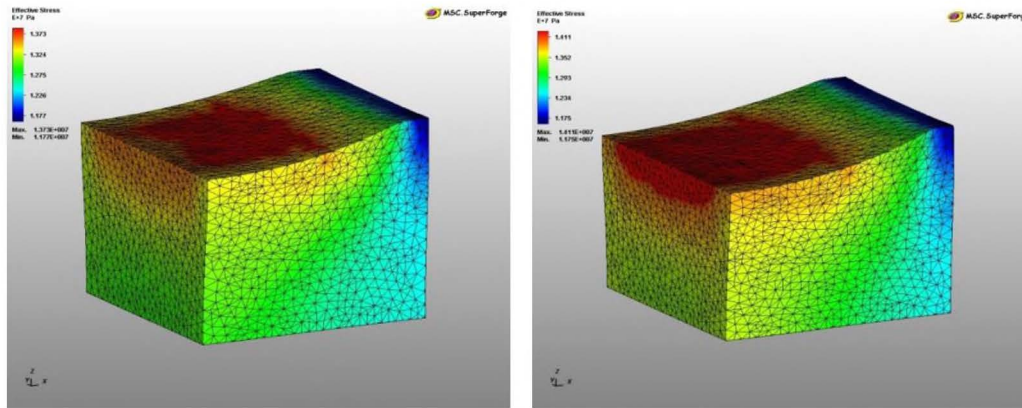 Effective Stress
E+7 Pa
1.373
1.324
1.275
1.226
1.177
Max. 1.373E+007
Min. 1.177E+007
MSC.SuperForge
Z
Y X
Effective Stress
E+7 Pa
1.411
1.352
1.293
1.234
1.175
Max. 1.411E+007
Min. 1.175E+007
MSC.SuperForge
Z
Y X